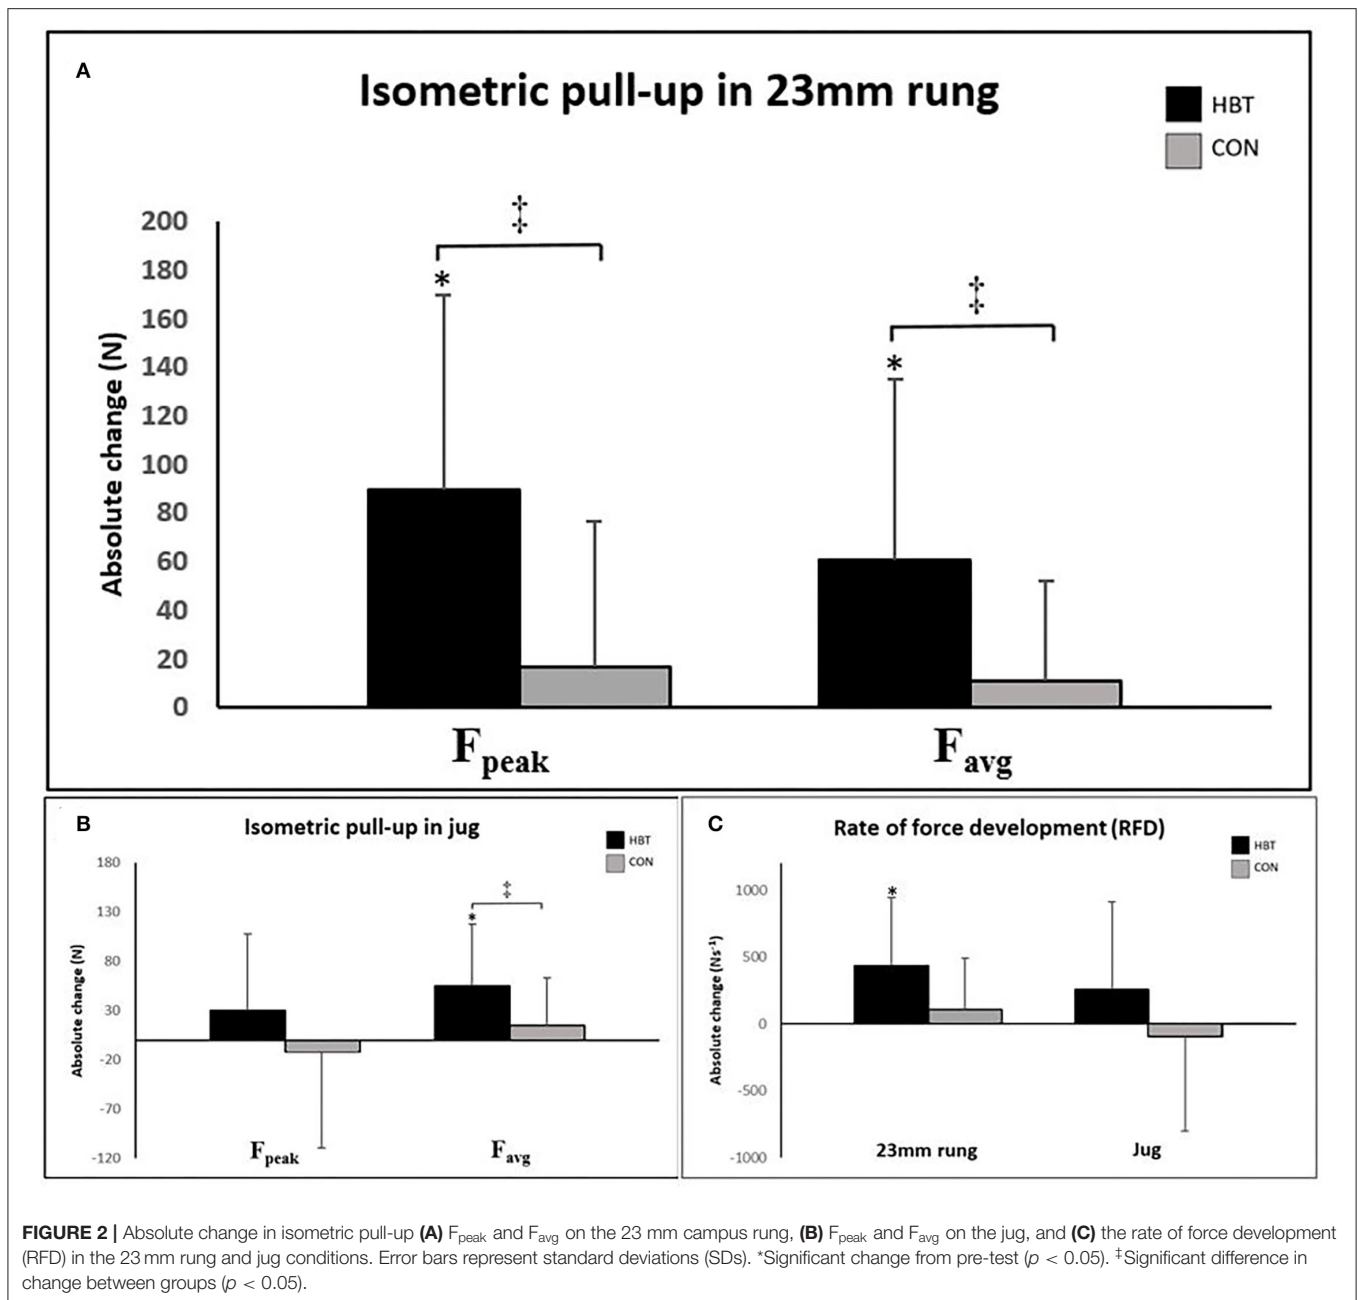 A
Isometric pull-up in 23mm rung
HBT
CON
‡
‡
*
*
Absolute change (N)
200
180
160
140
120
100
80
60
40
20
0
Fpeak
Favg
B
Isometric pull-up in jug
HBT
CON
‡
*
Absolute change (N)
180
130
80
30
-20
-70
-120
Fpeak
Favg
C
Rate of force development (RFD)
HBT
CON
*
Absolute change (Ns⁻¹)
1000
500
0
-500
-1000
23mm rung
Jug
FIGURE 2 | Absolute change in isometric pull-up (A) Fpeak and Favg on the 23 mm campus rung, (B) Fpeak and Favg on the jug, and (C) the rate of force development
(RFD) in the 23 mm rung and jug conditions. Error bars represent standard deviations (SDs). *Significant change from pre-test (p < 0.05). ‡Significant difference in
change between groups (p < 0.05).